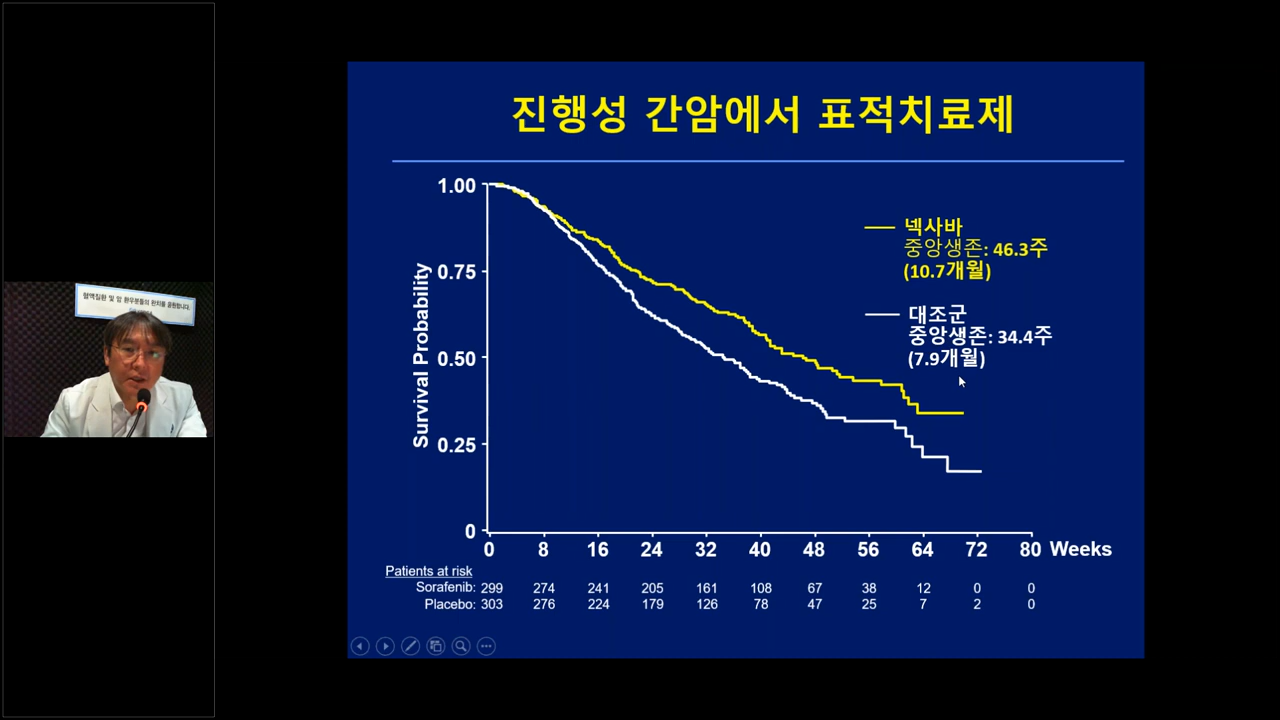 진행성 간암에서 표적치료제
1.00
0.75
0.50
0.25
0
Survival Probability
넥사바
중앙생존: 46.3주
(10.7개월)
대조군
중앙생존: 34.4주
(7.9개월)
0 8 16 24 32 40 48 56 64 72 80 Weeks
Patients at risk
Sorafenib: 299 274 241 205 161 108 67 38 12 0 0
Placebo: 303 276 224 179 126 78 47 25 7 2 0
혈액질환 및 암 환우분들의 완치를 응원합니다.